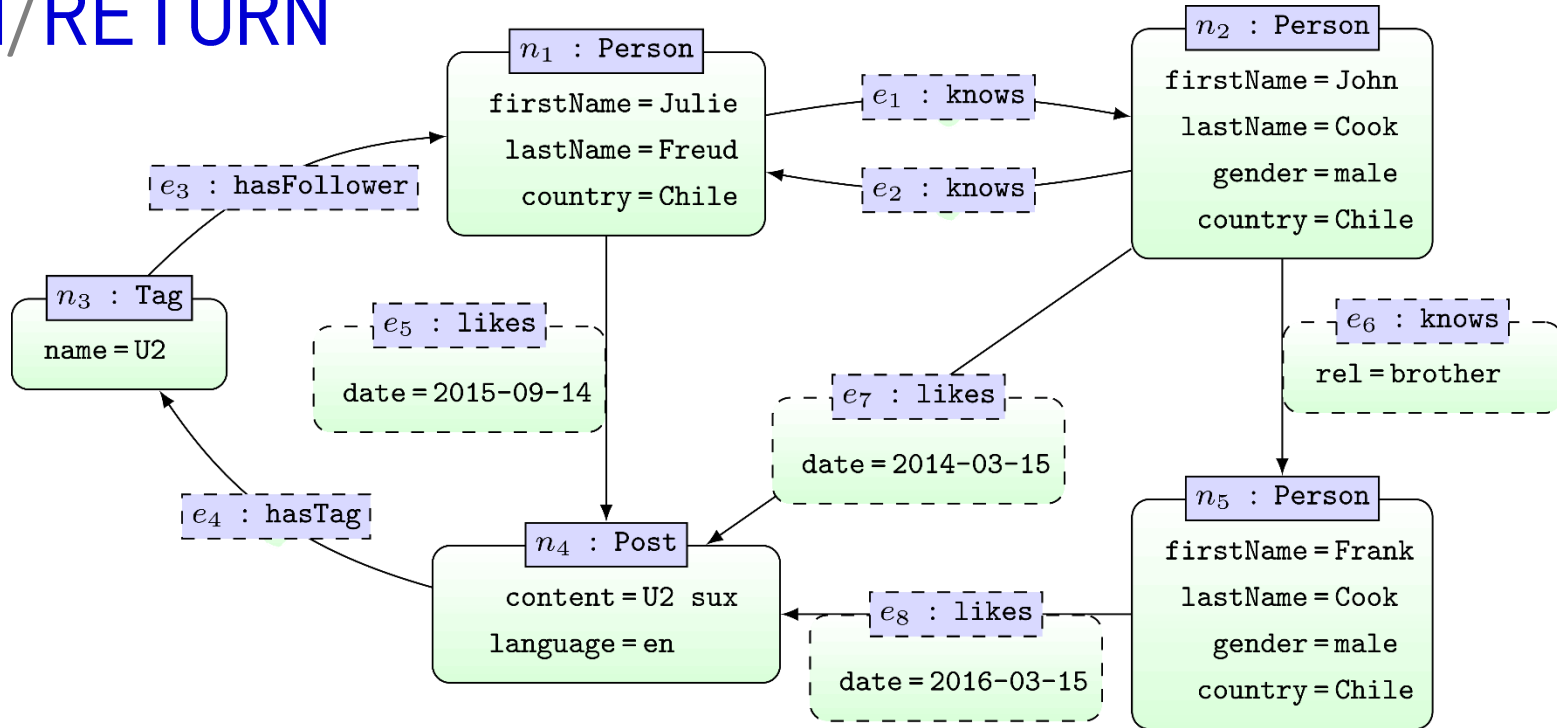 /RETURN
n₁ : Person
firstName = Julie
lastName = Freud
country = Chile
e₁ : knows
e₂ : knows
n₂ : Person
firstName = John
lastName = Cook
gender = male
country = Chile
e₃ : hasFollower
n₃ : Tag
name = U2
e₅ : likes
date = 2015-09-14
e₇ : likes
date = 2014-03-15
e₆ : knows
rel = brother
e₄ : hasTag
n₄ : Post
content = U2 sux
language = en
e₈ : likes
date = 2016-03-15
n₅ : Person
firstName = Frank
lastName = Cook
gender = male
country = Chile